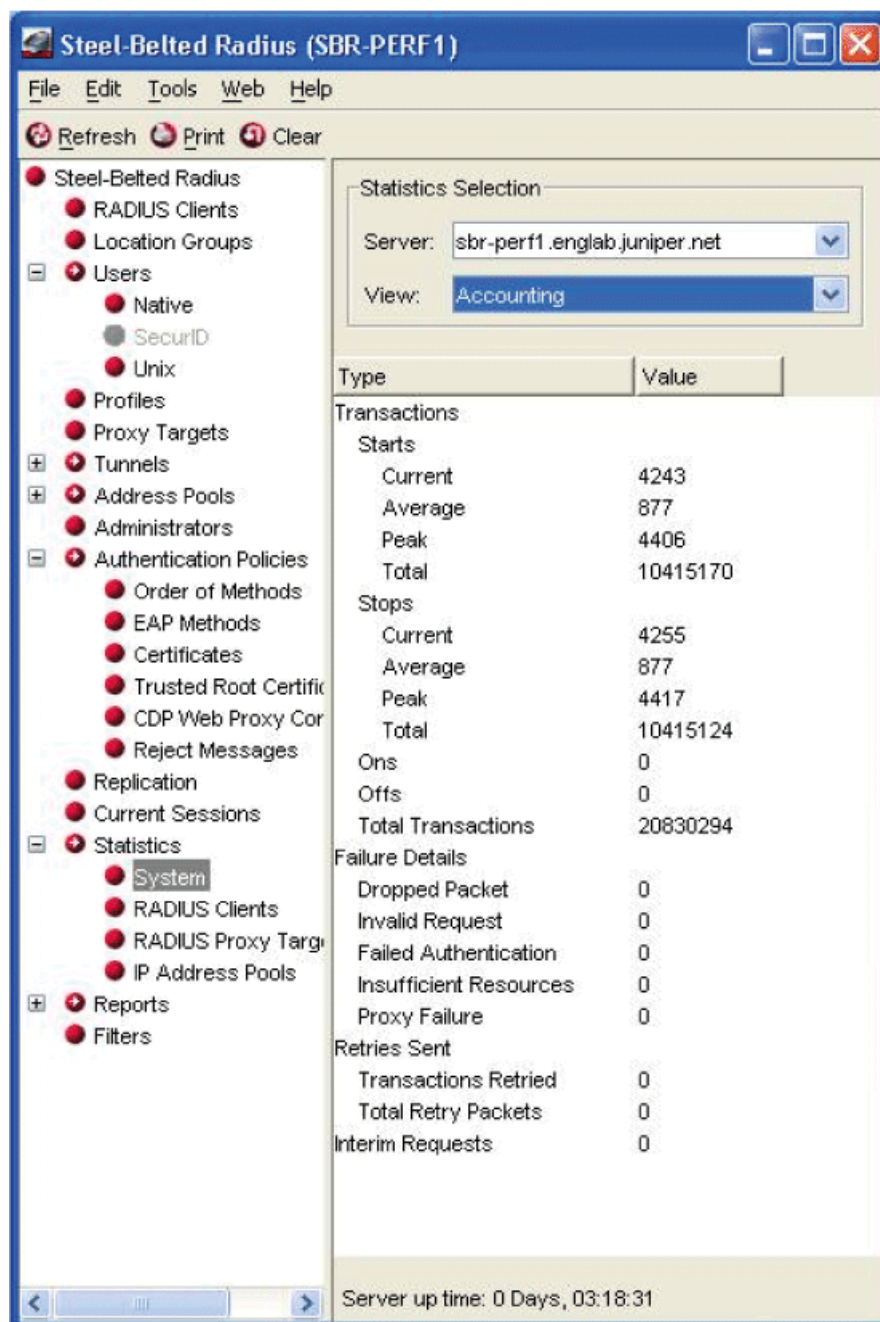 Steel-Belted Radius (SBR-PERF1)
File Edit Tools Web Help
Refresh Print Clear
Steel-Belted Radius
RADIUS Clients
Location Groups
Users
Native
SecurID
Unix
Profiles
Proxy Targets
Tunnels
Address Pools
Administrators
Authentication Policies
Order of Methods
EAP Methods
Certificates
Trusted Root Certific
CDP Web Proxy Cor
Reject Messages
Replication
Current Sessions
Statistics
System
RADIUS Clients
RADIUS Proxy Targ
IP Address Pools
Reports
Filters
Statistics Selection
Server: sbr-perf1.englab.juniper.net
View: Accounting
Type Value
Transactions
Starts
Current 4243
Average 877
Peak 4406
Total 10415170
Stops
Current 4255
Average 877
Peak 4417
Total 10415124
Ons 0
Offs 0
Total Transactions 20830294
Failure Details
Dropped Packet 0
Invalid Request 0
Failed Authentication 0
Insufficient Resources 0
Proxy Failure 0
Retries Sent
Transactions Retried 0
Total Retry Packets 0
Interim Requests 0
Server up time: 0 Days, 03:18:31